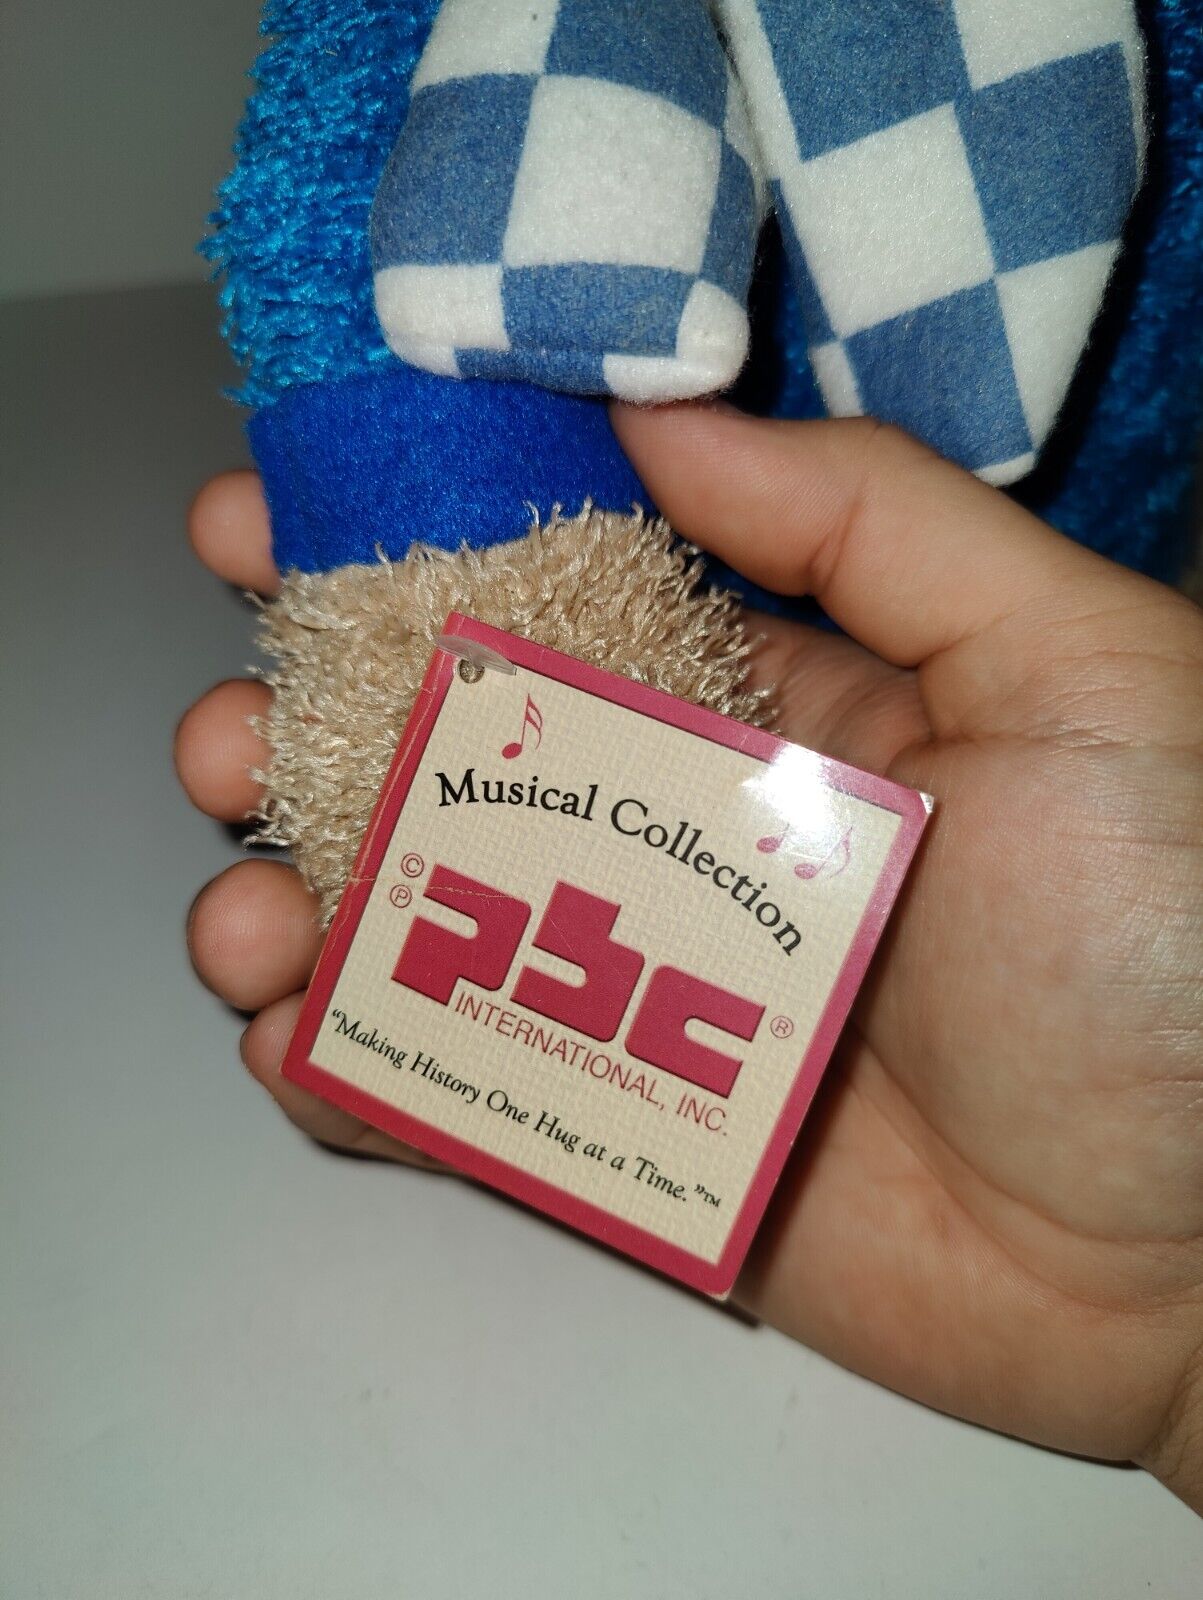 Musical Collection
© pbc ®
℗
INTERNATIONAL, INC.
“Making History One Hug at a Time.”™